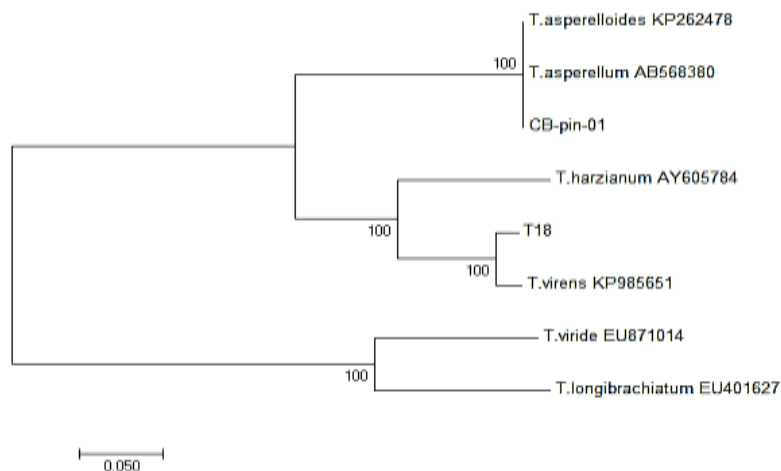 T.asperelloides KP262478
100
T.asperellum AB568380
CB-pin-01
T.harzianum AY605784
100
T18
100
T.virens KP985651
T.viride EU871014
100
T.longibrachiatum EU401627
0.050